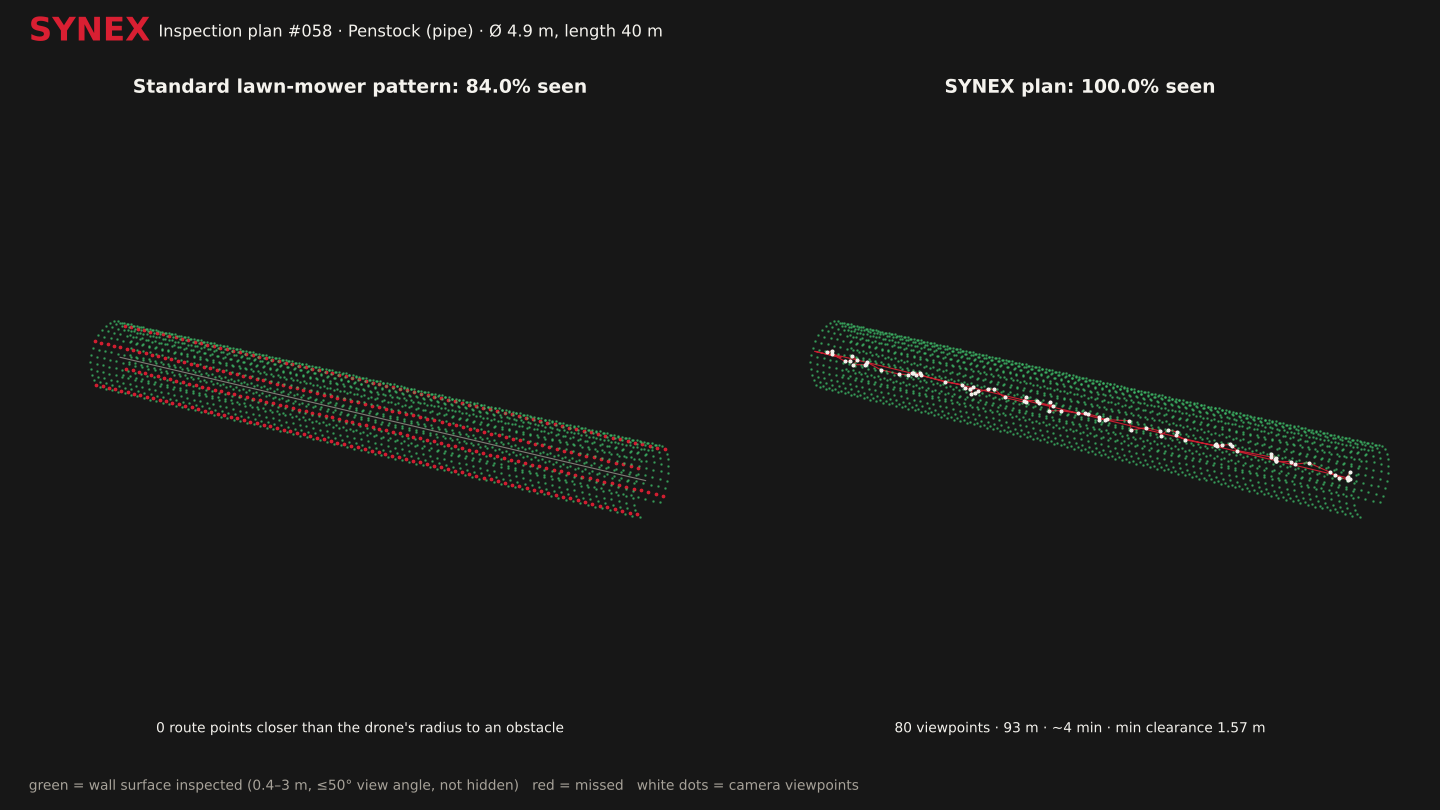 SYNEX Inspection plan #058 · Penstock (pipe) · Ø 4.9 m, length 40 m
Standard lawn-mower pattern: 84.0% seen
SYNEX plan: 100.0% seen
0 route points closer than the drone's radius to an obstacle
80 viewpoints · 93 m · ~4 min · min clearance 1.57 m
green = wall surface inspected (0.4–3 m, ≤50° view angle, not hidden)   red = missed   white dots = camera viewpoints